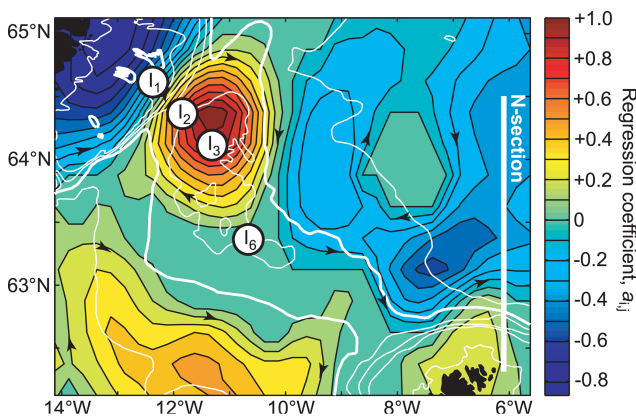 65°N
64°N
63°N
14°W
12°W
10°W
8°W
6°W
I1
I2
I3
I6
N-section
+1.0
+0.8
+0.6
+0.4
+0.2
0
-0.2
-0.4
-0.6
-0.8
Regression coefficient, ai,j